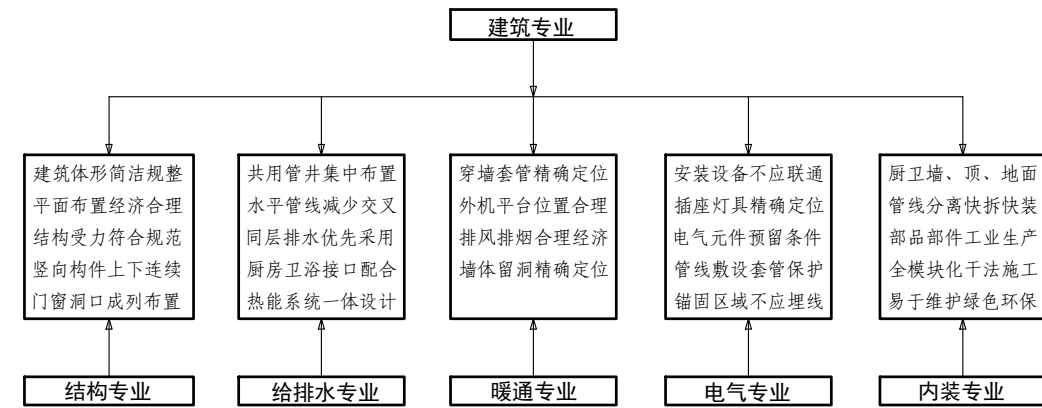 建筑专业
建筑体形简洁规整
平面布置经济合理
结构受力符合规范
竖向构件上下连续
门窗洞口成列布置
共用管井集中布置
水平管线减少交叉
同层排水优先采用
厨房卫浴接口配合
热能系统一体设计
穿墙套管精确定位
外机平台位置合理
排风排烟合理经济
墙体留洞精确定位
安装设备不应联通
插座灯具精确定位
电气元件预留条件
管线敷设套管保护
锚固区域不应埋线
厨卫墙、顶、地面
管线分离快拆快装
部品部件工业生产
全模块化干法施工
易于维护绿色环保
结构专业
给排水专业
暖通专业
电气专业
内装专业